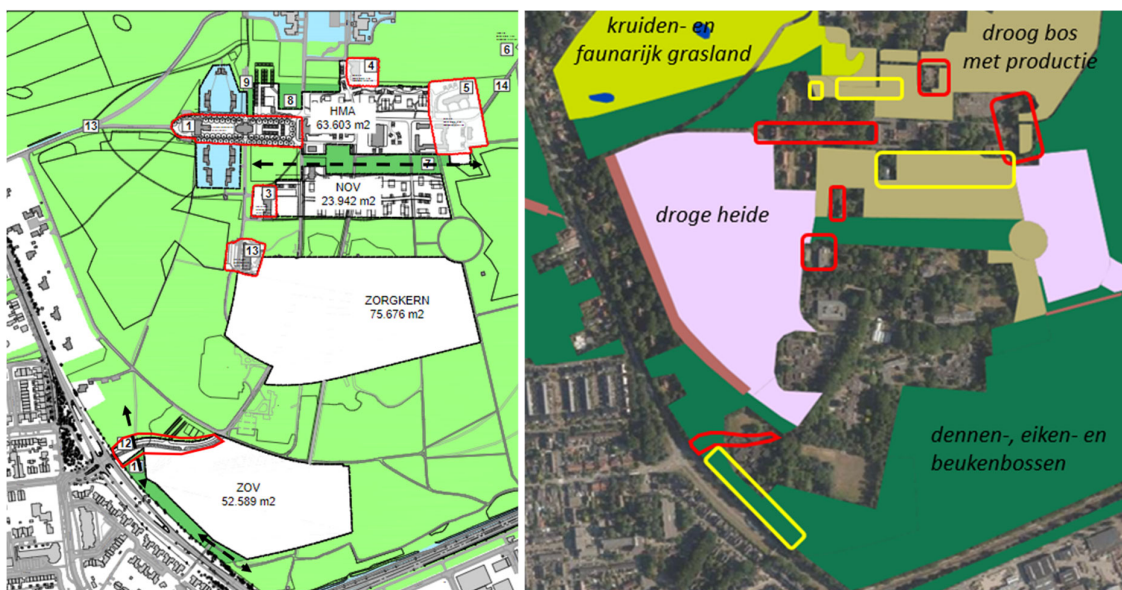 4
6
5
14
9
8
HMA
63.603 m2
13
1
7
NOV
23.942 m2
3
13
ZORGKERN
75.676 m2
12
11
ZOV
52.589 m2
kruiden- en
faunarijk grasland
droog bos
met productie
droge heide
dennen-, eiken- en
beukenbossen